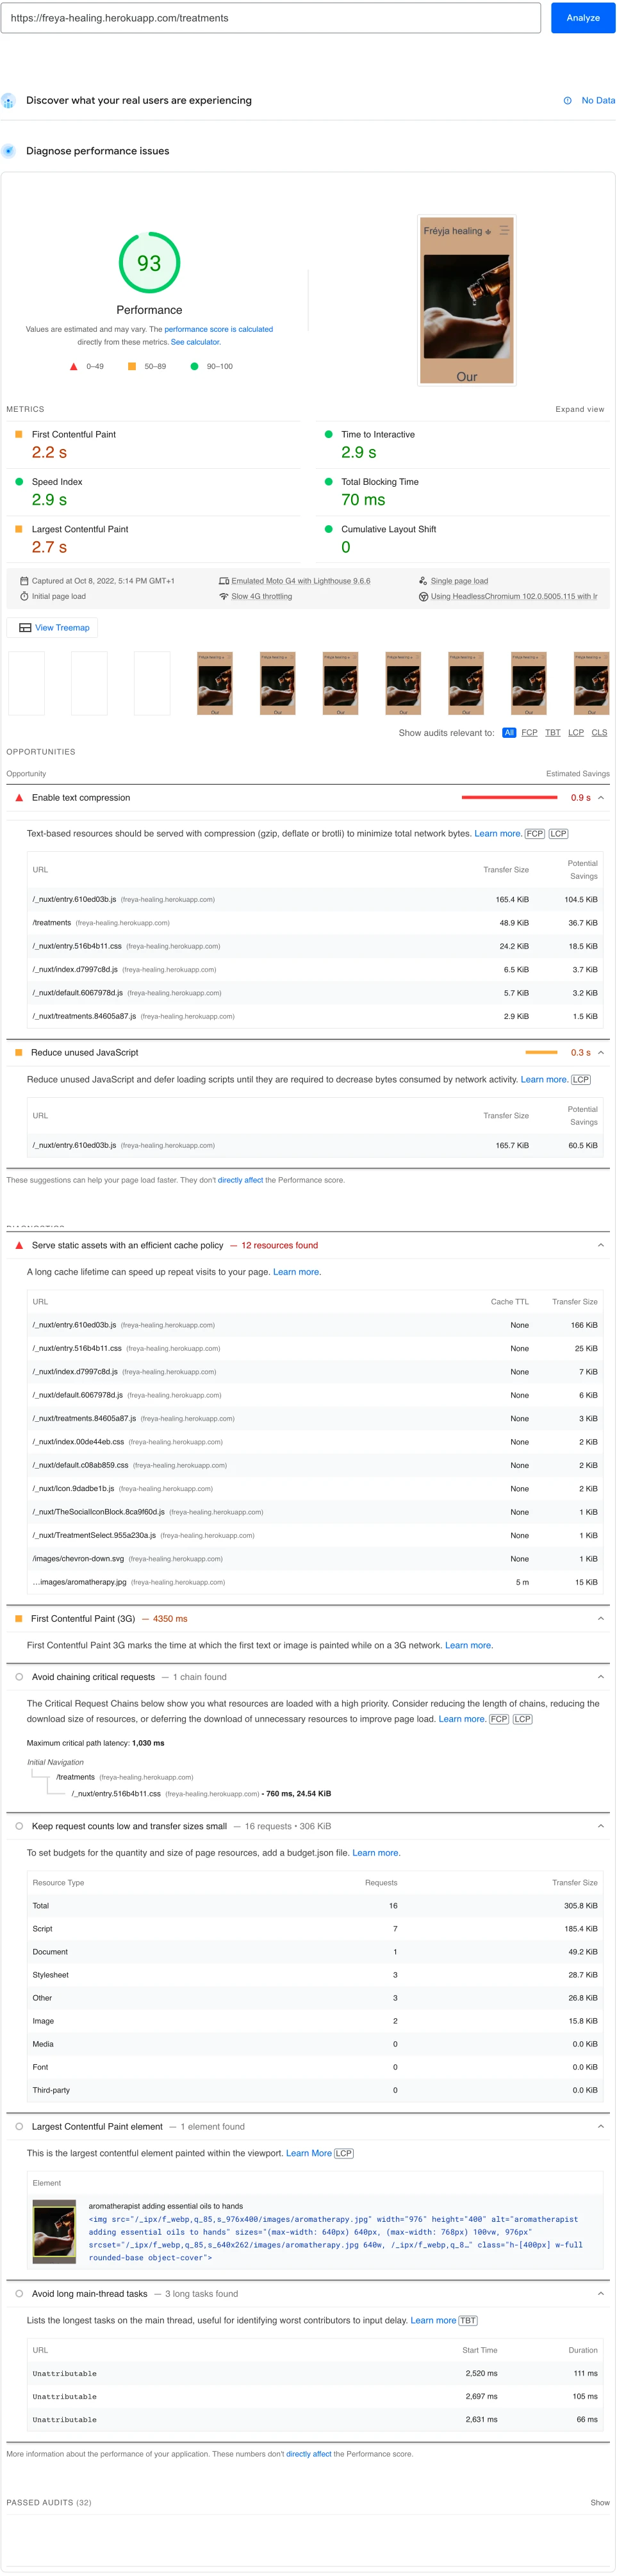 https://freya-healing.herokuapp.com/treatments
Analyze
Discover what your real users are experiencing
No Data
Diagnose performance issues
93
Performance
Values are estimated and may vary. The performance score is calculated
directly from these metrics. See calculator.
0–49
50–89
90–100
Fréyja healing
Our
METRICS
Expand view
First Contentful Paint
2.2 s
Time to Interactive
2.9 s
Speed Index
2.9 s
Total Blocking Time
70 ms
Largest Contentful Paint
2.7 s
Cumulative Layout Shift
0
Captured at Oct 8, 2022, 5:14 PM GMT+1
Emulated Moto G4 with Lighthouse 9.6.6
Single page load
Initial page load
Slow 4G throttling
Using HeadlessChromium 102.0.5005.115 with lr
View Treemap
Show audits relevant to: All FCP TBT LCP CLS
OPPORTUNITIES
Opportunity Estimated Savings
Enable text compression 0.9 s
Text-based resources should be served with compression (gzip, deflate or brotli) to minimize total network bytes. Learn more. FCP LCP
URL Transfer Size Potential Savings
/_nuxt/entry.610ed03b.js (freya-healing.herokuapp.com) 165.4 KiB 104.5 KiB
/treatments (freya-healing.herokuapp.com) 48.9 KiB 36.7 KiB
/_nuxt/entry.516b4b11.css (freya-healing.herokuapp.com) 24.2 KiB 18.5 KiB
/_nuxt/index.d7997c8d.js (freya-healing.herokuapp.com) 6.5 KiB 3.7 KiB
/_nuxt/default.6067978d.js (freya-healing.herokuapp.com) 5.7 KiB 3.2 KiB
/_nuxt/treatments.84605a87.js (freya-healing.herokuapp.com) 2.9 KiB 1.5 KiB
Reduce unused JavaScript 0.3 s
Reduce unused JavaScript and defer loading scripts until they are required to decrease bytes consumed by network activity. Learn more. LCP
URL Transfer Size Potential Savings
/_nuxt/entry.610ed03b.js (freya-healing.herokuapp.com) 165.7 KiB 60.5 KiB
These suggestions can help your page load faster. They don't directly affect the Performance score.
DIAGNOSTICS
Serve static assets with an efficient cache policy — 12 resources found
A long cache lifetime can speed up repeat visits to your page. Learn more.
URL Cache TTL Transfer Size
/_nuxt/entry.610ed03b.js (freya-healing.herokuapp.com) None 166 KiB
/_nuxt/entry.516b4b11.css (freya-healing.herokuapp.com) None 25 KiB
/_nuxt/index.d7997c8d.js (freya-healing.herokuapp.com) None 7 KiB
/_nuxt/default.6067978d.js (freya-healing.herokuapp.com) None 6 KiB
/_nuxt/treatments.84605a87.js (freya-healing.herokuapp.com) None 3 KiB
/_nuxt/index.00de44eb.css (freya-healing.herokuapp.com) None 2 KiB
/_nuxt/default.c08ab859.css (freya-healing.herokuapp.com) None 2 KiB
/_nuxt/Icon.9dadbe1b.js (freya-healing.herokuapp.com) None 2 KiB
/_nuxt/TheSocialIconBlock.8ca9f60d.js (freya-healing.herokuapp.com) None 1 KiB
/_nuxt/TreatmentSelect.955a230a.js (freya-healing.herokuapp.com) None 1 KiB
/images/chevron-down.svg (freya-healing.herokuapp.com) None 1 KiB
…images/aromatherapy.jpg (freya-healing.herokuapp.com) 5 m 15 KiB
First Contentful Paint (3G) — 4350 ms
First Contentful Paint 3G marks the time at which the first text or image is painted while on a 3G network. Learn more.
Avoid chaining critical requests — 1 chain found
The Critical Request Chains below show you what resources are loaded with a high priority. Consider reducing the length of chains, reducing the
download size of resources, or deferring the download of unnecessary resources to improve page load. Learn more. FCP LCP
Maximum critical path latency: 1,030 ms
Initial Navigation
/treatments (freya-healing.herokuapp.com)
/_nuxt/entry.516b4b11.css (freya-healing.herokuapp.com) - 760 ms, 24.54 KiB
Keep request counts low and transfer sizes small — 16 requests • 306 KiB
To set budgets for the quantity and size of page resources, add a budget.json file. Learn more.
Resource Type Requests Transfer Size
Total 16 305.8 KiB
Script 7 185.4 KiB
Document 1 49.2 KiB
Stylesheet 3 28.7 KiB
Other 3 26.8 KiB
Image 2 15.8 KiB
Media 0 0.0 KiB
Font 0 0.0 KiB
Third-party 0 0.0 KiB
Largest Contentful Paint element — 1 element found
This is the largest contentful element painted within the viewport. Learn More LCP
Element
aromatherapist adding essential oils to hands
<img src="/_ipx/f_webp,q_85,s_976x400/images/aromatherapy.jpg" width="976" height="400" alt="aromatherapist
adding essential oils to hands" sizes="(max-width: 640px) 640px, (max-width: 768px) 100vw, 976px"
srcset="/_ipx/f_webp,q_85,s_640x262/images/aromatherapy.jpg 640w, /_ipx/f_webp,q_8…" class="h-[400px] w-full
rounded-base object-cover">
Avoid long main-thread tasks — 3 long tasks found
Lists the longest tasks on the main thread, useful for identifying worst contributors to input delay. Learn more TBT
URL Start Time Duration
Unattributable 2,520 ms 111 ms
Unattributable 2,697 ms 105 ms
Unattributable 2,631 ms 66 ms
More information about the performance of your application. These numbers don't directly affect the Performance score.
PASSED AUDITS (32) Show